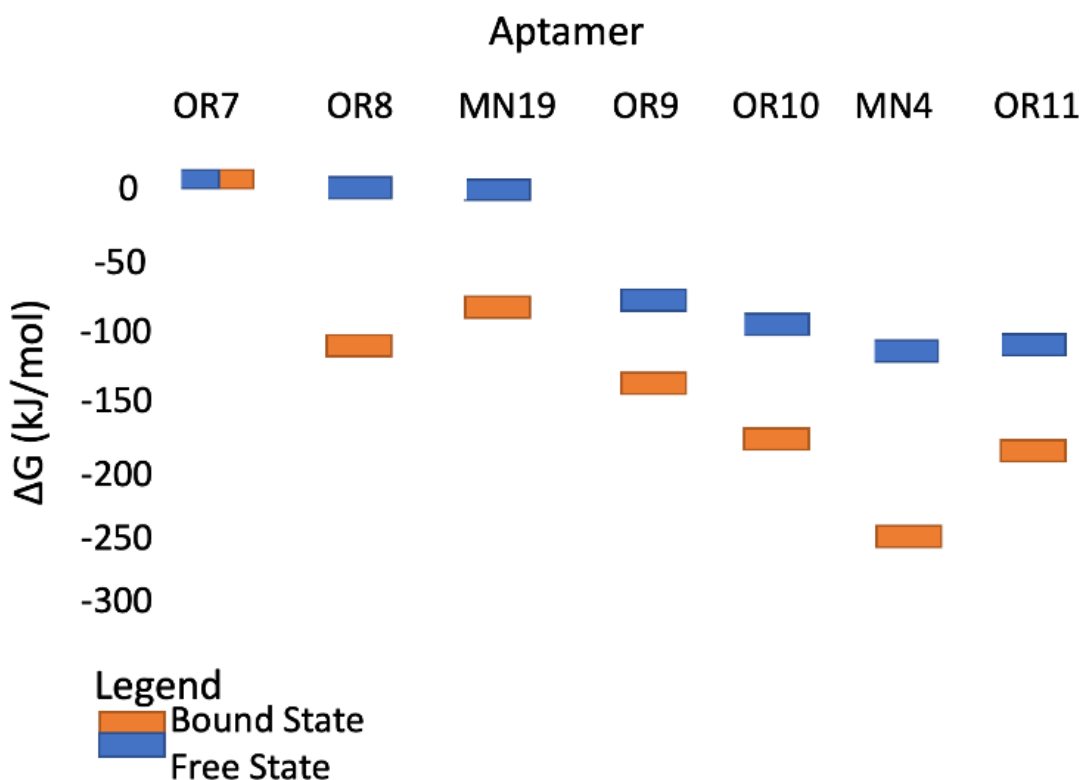 Aptamer
OR7 OR8 MN19 OR9 OR10 MN4 OR11
0
-50
-100
-150
-200
-250
-300
ΔG (kJ/mol)
Legend
Bound State
Free State